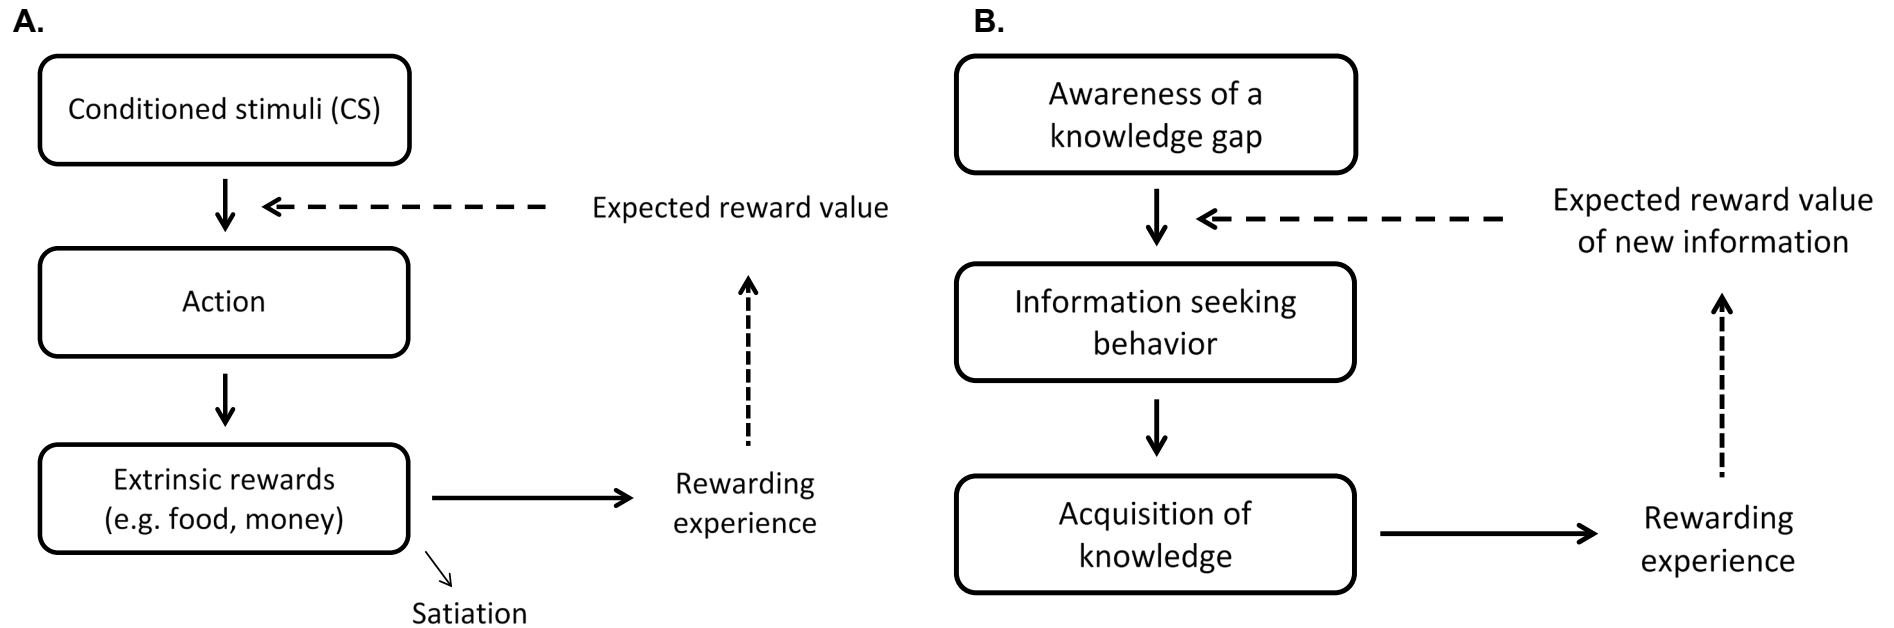 A.
Conditioned stimuli (CS)
Expected reward value
Action
Extrinsic rewards
(e.g. food, money)
Rewarding
experience
Satiation
B.
Awareness of a
knowledge gap
Expected reward value
of new information
Information seeking
behavior
Acquisition of
knowledge
Rewarding
experience